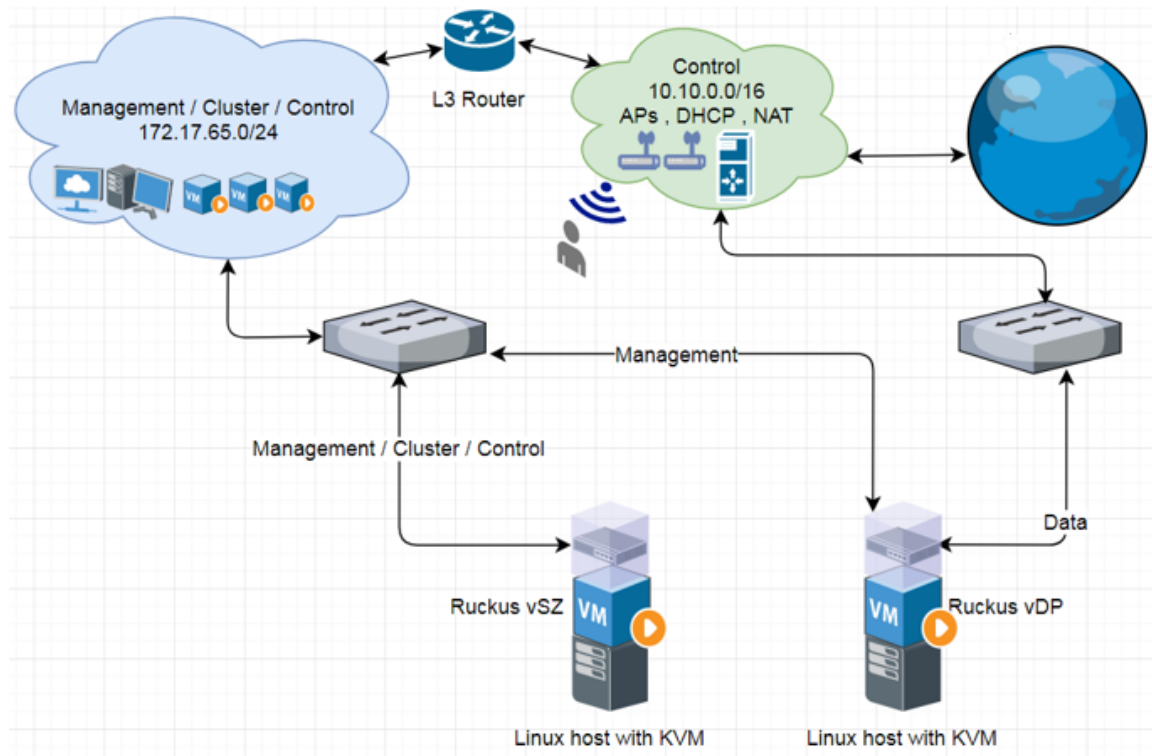 L3 Router
Management / Cluster / Control
172.17.65.0/24
Control
10.10.0.0/16
APs , DHCP , NAT
VM
VM
VM
Management
Management / Cluster / Control
Data
Ruckus vSZ
VM
VM
Ruckus vDP
Linux host with KVM
Linux host with KVM